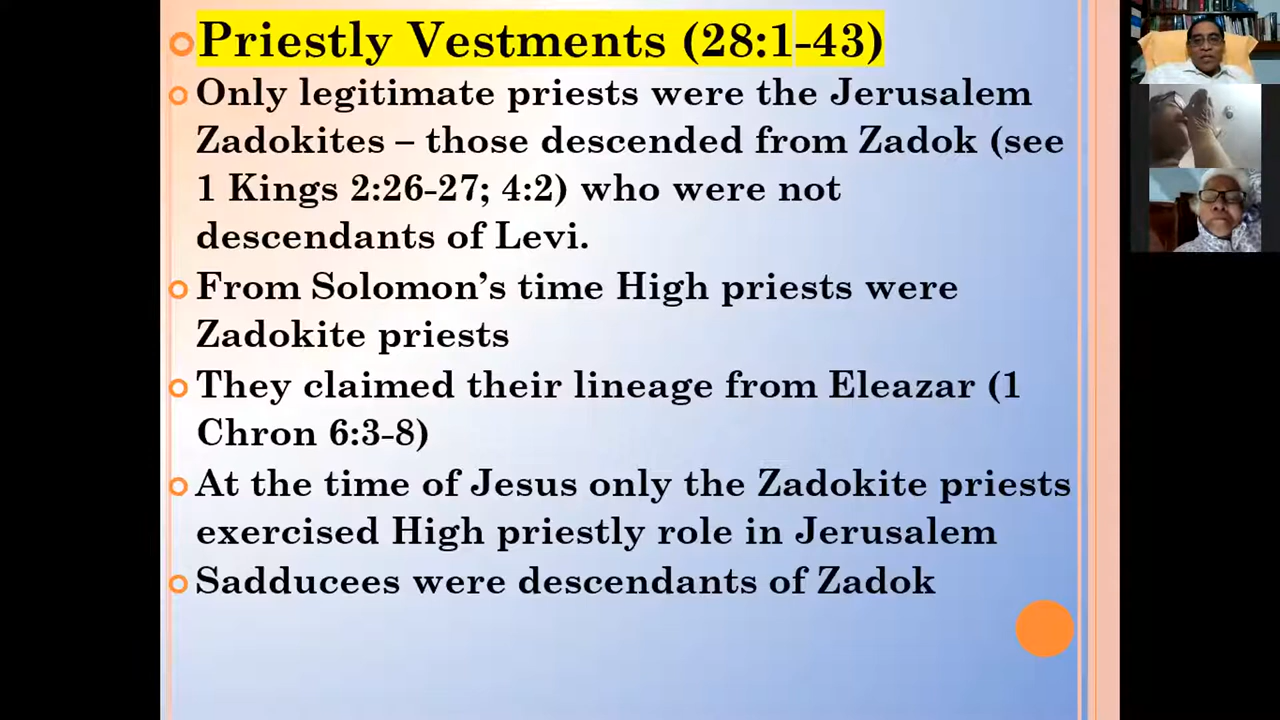 Priestly Vestments (28:1-43)
Only legitimate priests were the Jerusalem
Zadokites – those descended from Zadok (see
1 Kings 2:26-27; 4:2) who were not
descendants of Levi.
From Solomon’s time High priests were
Zadokite priests
They claimed their lineage from Eleazar (1
Chron 6:3-8)
At the time of Jesus only the Zadokite priests
exercised High priestly role in Jerusalem
Sadducees were descendants of Zadok